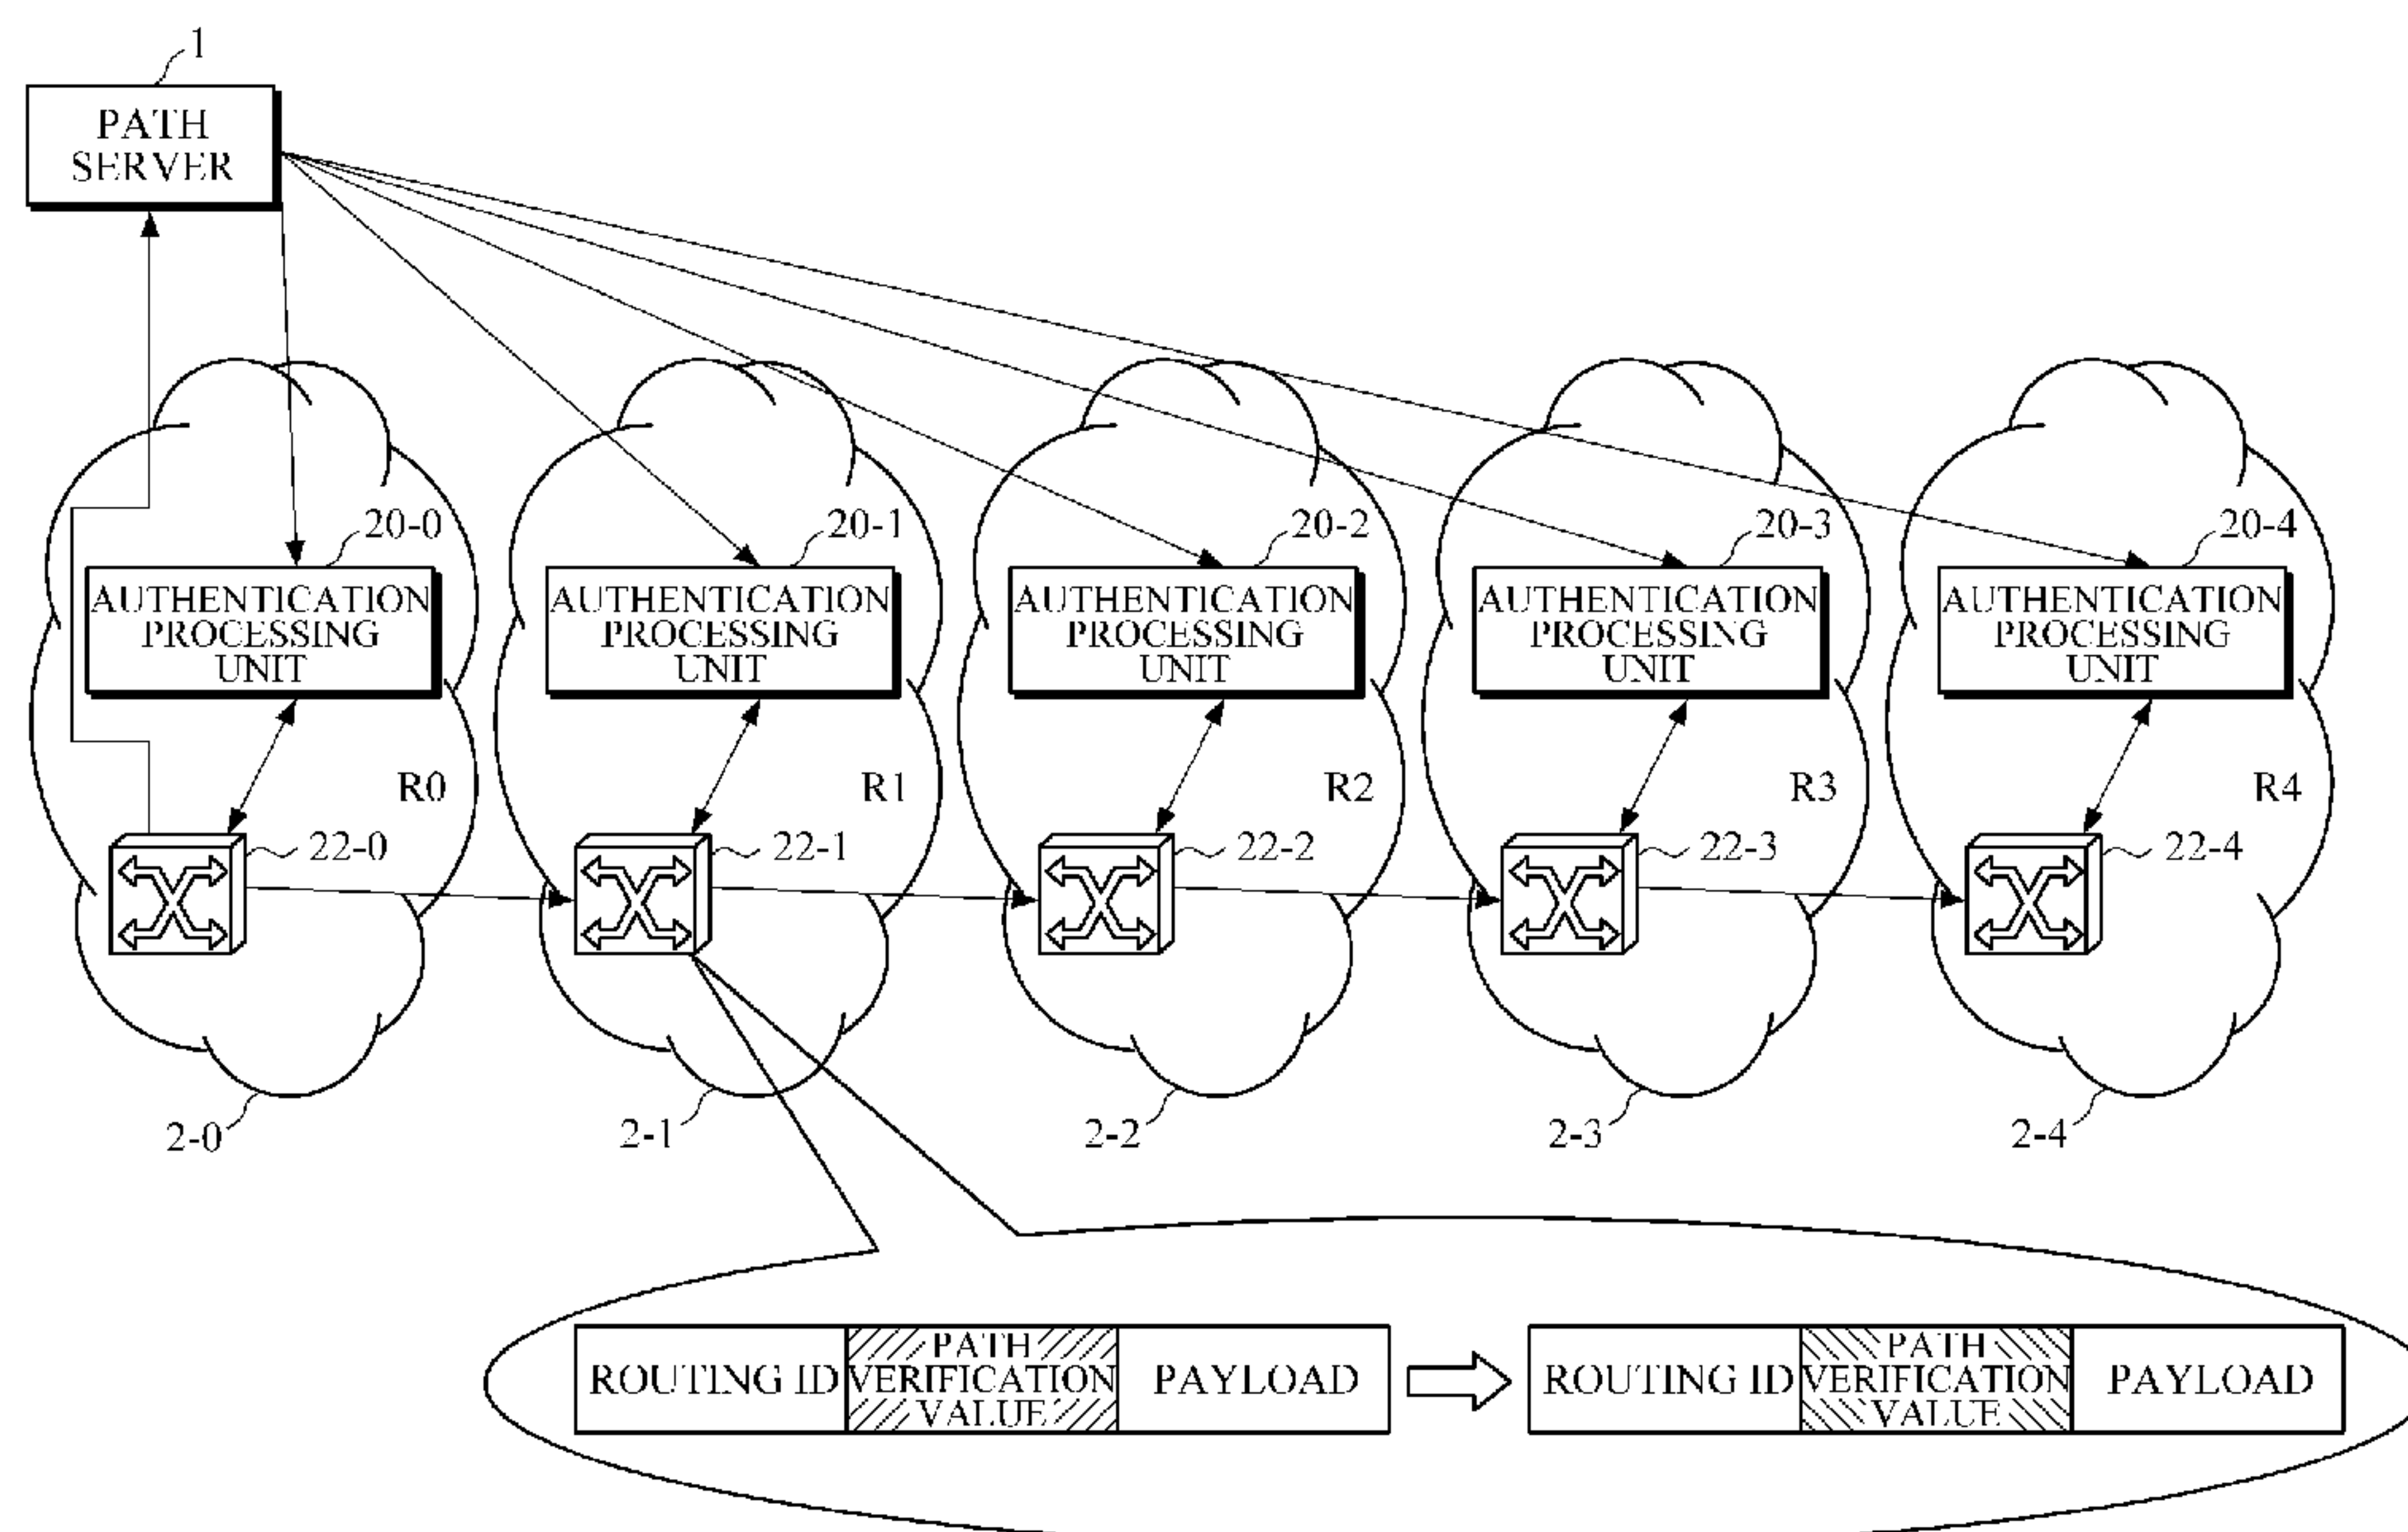 1
PATH
SERVER
20-0
20-1
20-2
20-3
20-4
AUTHENTICATION
PROCESSING
UNIT
AUTHENTICATION
PROCESSING
UNIT
AUTHENTICATION
PROCESSING
UNIT
AUTHENTICATION
PROCESSING
UNIT
AUTHENTICATION
PROCESSING
UNIT
R0
R1
R2
R3
R4
22-0
22-1
22-2
22-3
22-4
2-0
2-1
2-2
2-3
2-4
ROUTING ID
PATH
VERIFICATION
VALUE
PAYLOAD
ROUTING ID
PATH
VERIFICATION
VALUE
PAYLOAD